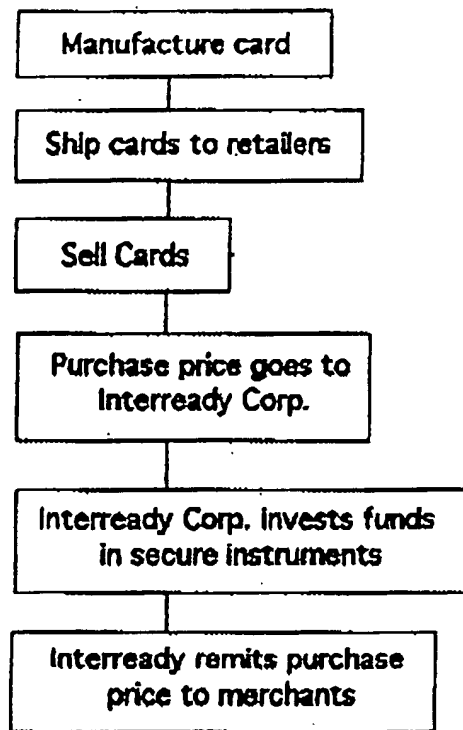 Manufacture card
Ship cards to retailers
Sell Cards
Purchase price goes to
Interready Corp.
Interready Corp. invests funds
in secure instruments
Interready remits purchase
price to merchants